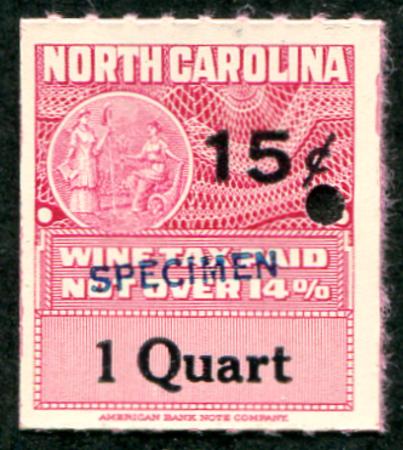 NORTH CAROLINA
15¢
WINE TAX PAID
SPECIMEN
NOT OVER 14%
1 Quart
AMERICAN BANK NOTE COMPANY.